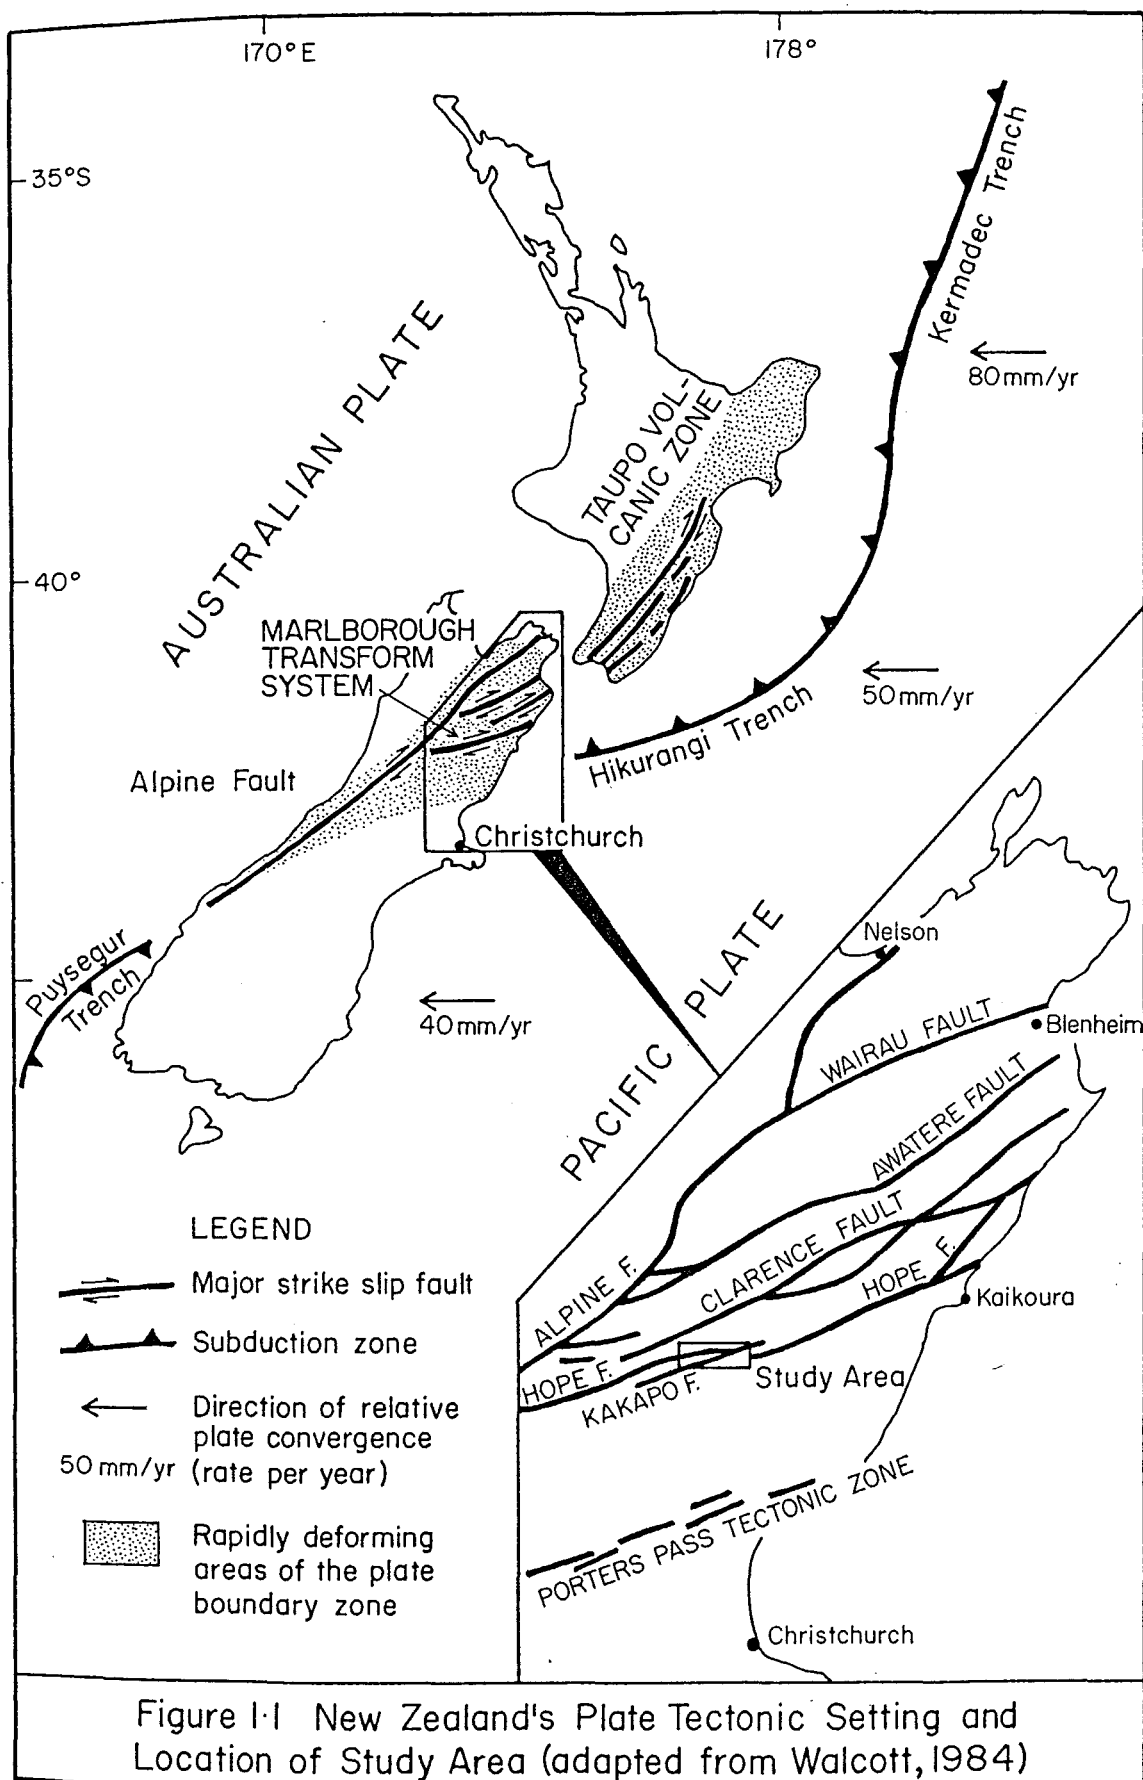 170°E
178°
35°S
Kermadec Trench
80mm/yr
AUSTRALIAN PLATE
TAUPO VOL-
CANIC ZONE
40°
MARLBOROUGH
TRANSFORM
SYSTEM
50mm/yr
Hikurangi Trench
Alpine Fault
Christchurch
Puysegur
Trench
40mm/yr
PACIFIC PLATE
Nelson
WAIRAU FAULT
Blenheim
AWATERE FAULT
CLARENCE FAULT
ALPINE F.
HOPE F.
Kaikoura
HOPE F.
KAKAPO F.
Study Area
PORTERS PASS TECTONIC ZONE
Christchurch
LEGEND
Major strike slip fault
Subduction zone
Direction of relative
plate convergence
50mm/yr (rate per year)
Rapidly deforming
areas of the plate
boundary zone
Figure 1·1 New Zealand's Plate Tectonic Setting and
Location of Study Area (adapted from Walcott, 1984)